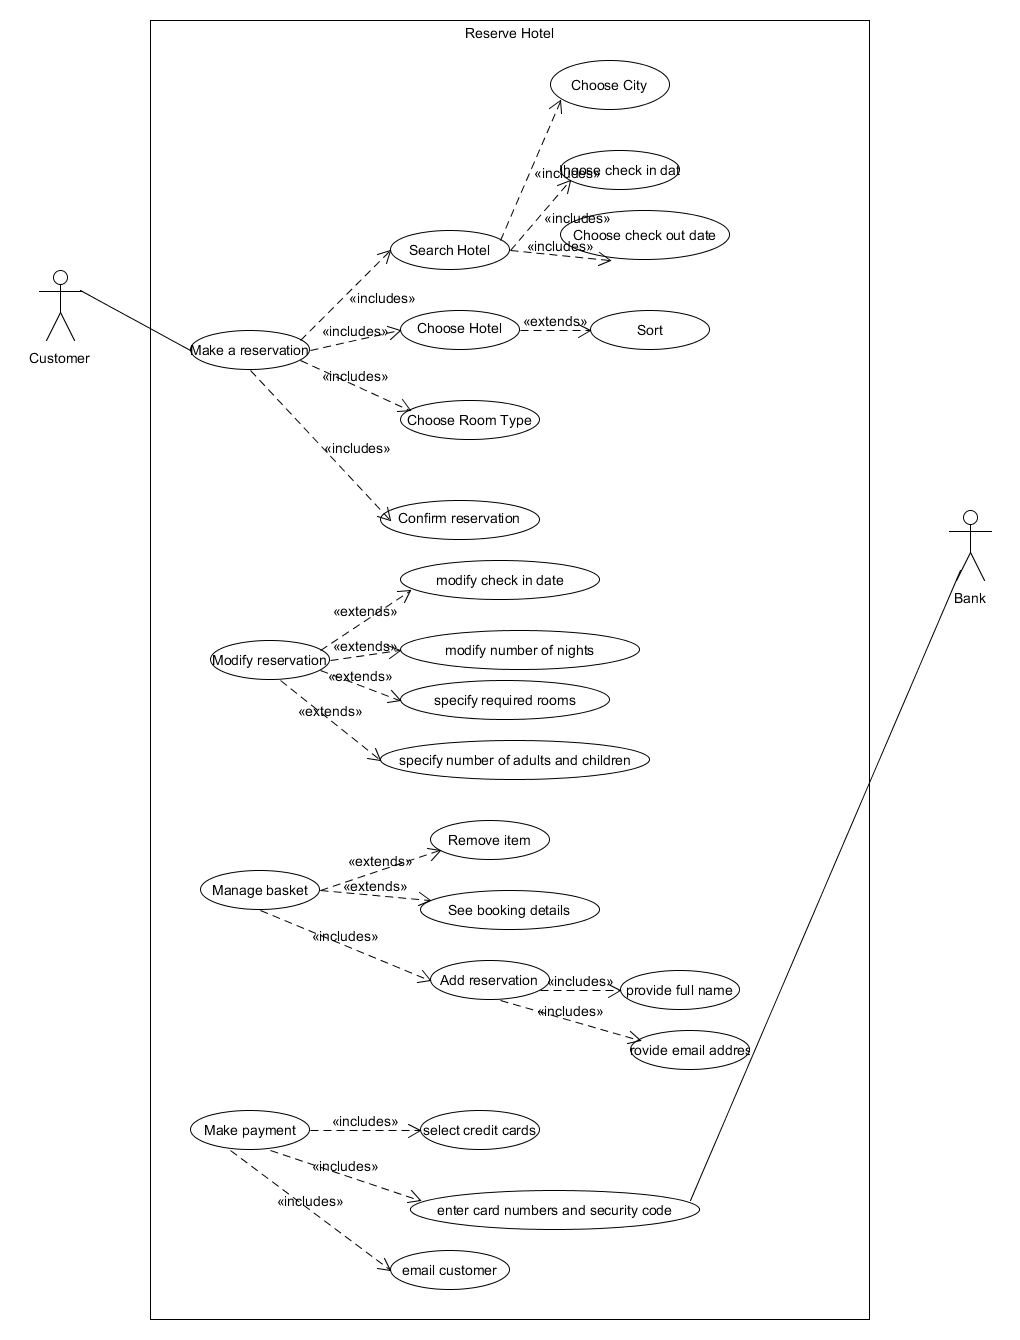 Reserve Hotel
Choose City
«includes»
hoose check in dat
«includes»
Choose check out date
«includes»
Search Hotel
«includes»
Customer
Make a reservation
«includes»
Choose Hotel
«extends»
Sort
«includes»
Choose Room Type
«includes»
Confirm reservation
Bank
modify check in date
«extends»
Modify reservation
«extends»
modify number of nights
«extends»
specify required rooms
«extends»
specify number of adults and children
Remove item
«extends»
Manage basket
«extends»
See booking details
«includes»
Add reservation
«includes»
provide full name
«includes»
rovide email addres
Make payment
«includes»
select credit cards
«includes»
enter card numbers and security code
«includes»
email customer